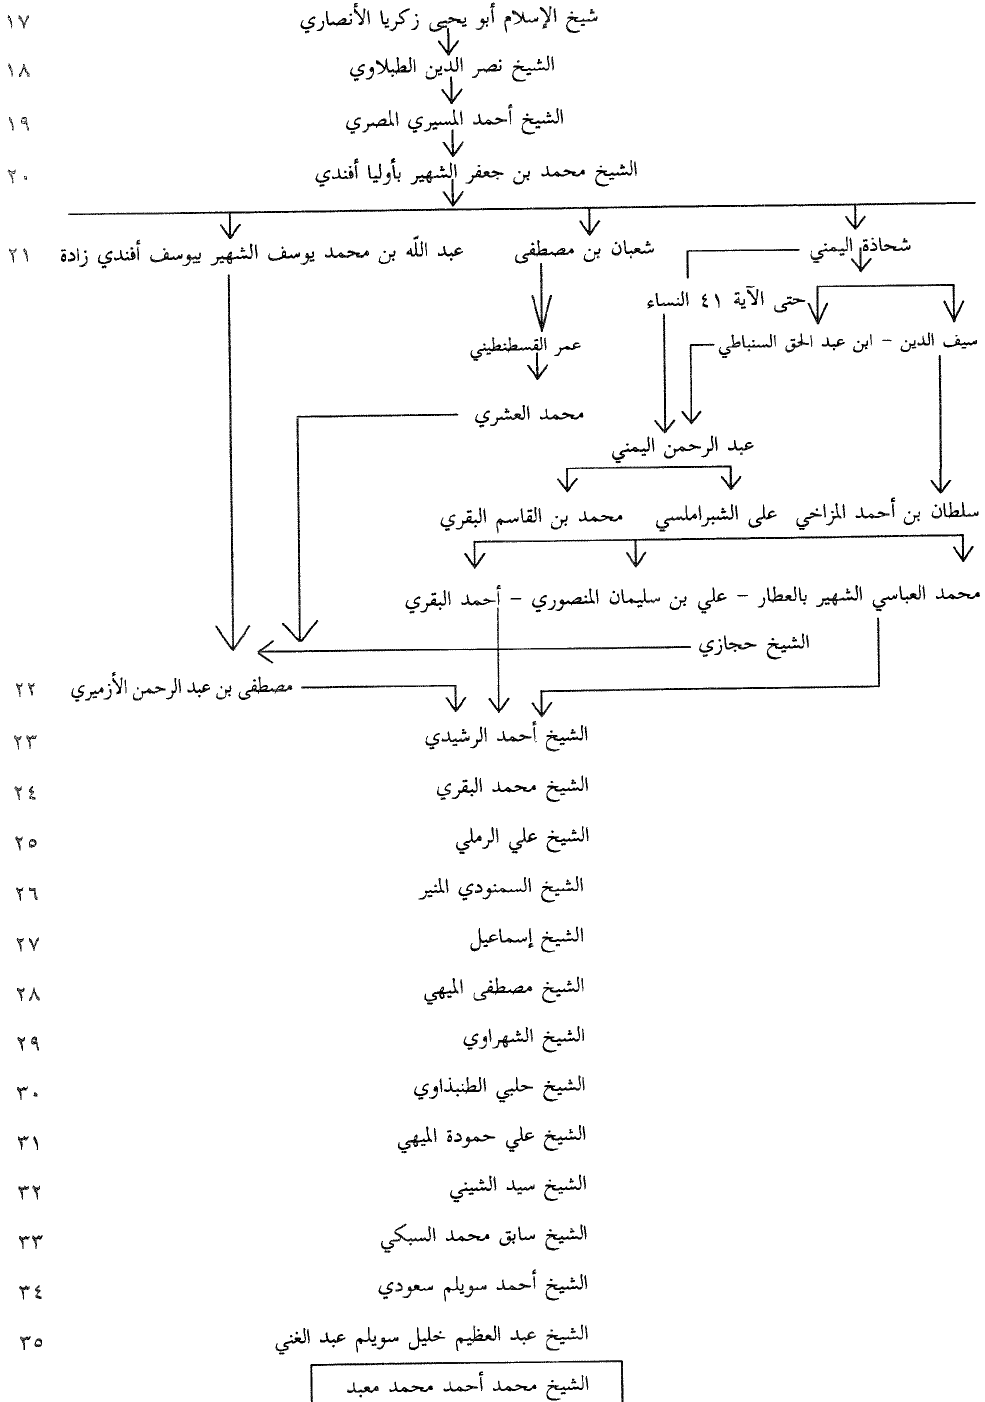 شيخ الإسلام أبو يحيى زكريا الأنصاري ١٧
الشيخ نصر الدين الطبلاوي ١٨
الشيخ أحمد المسيري المصري ١٩
الشيخ محمد بن جعفر الشهير بأوليا أفندي ٢٠
شحاذة اليمني شعبان بن مصطفى عبد اللّه بن محمد يوسف الشهير بيوسف أفندي زادة ٢١
حتى الآية ٤١ النساء
سيف الدين - ابن عبد الحق السنباطي عمر القسطنطيني
محمد العشري
عبد الرحمن اليمني
سلطان بن أحمد المزاخي على الشبراملسي محمد بن القاسم البقري
محمد العباسي الشهير بالعطار - علي بن سليمان المنصوري - أحمد البقري
الشيخ حجازي
مصطفى بن عبد الرحمن الأزميري ٢٢
الشيخ أحمد الرشيدي ٢٣
الشيخ محمد البقري ٢٤
الشيخ علي الرملي ٢٥
الشيخ السمنودي المنير ٢٦
الشيخ إسماعيل ٢٧
الشيخ مصطفى الميهي ٢٨
الشيخ الشهراوي ٢٩
الشيخ حلبي الطنبذاوي ٣٠
الشيخ علي حمودة الميهي ٣١
الشيخ سيد الشيني ٣٢
الشيخ سابق محمد السبكي ٣٣
الشيخ أحمد سويلم سعودي ٣٤
الشيخ عبد العظيم خليل سويلم عبد الغني ٣٥
الشيخ محمد أحمد محمد معبد